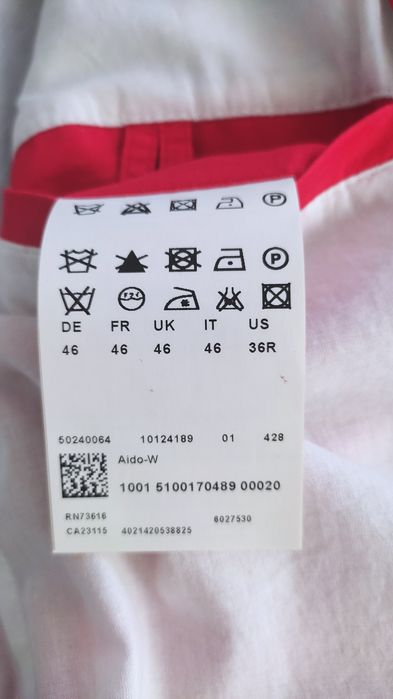 P
P
DE FR UK IT US
46 46 46 46 36R
50240064 10124189 01 428
Aido-W
1001 5100170489 00020
RN73616 6027530
CA23115 4021420538825